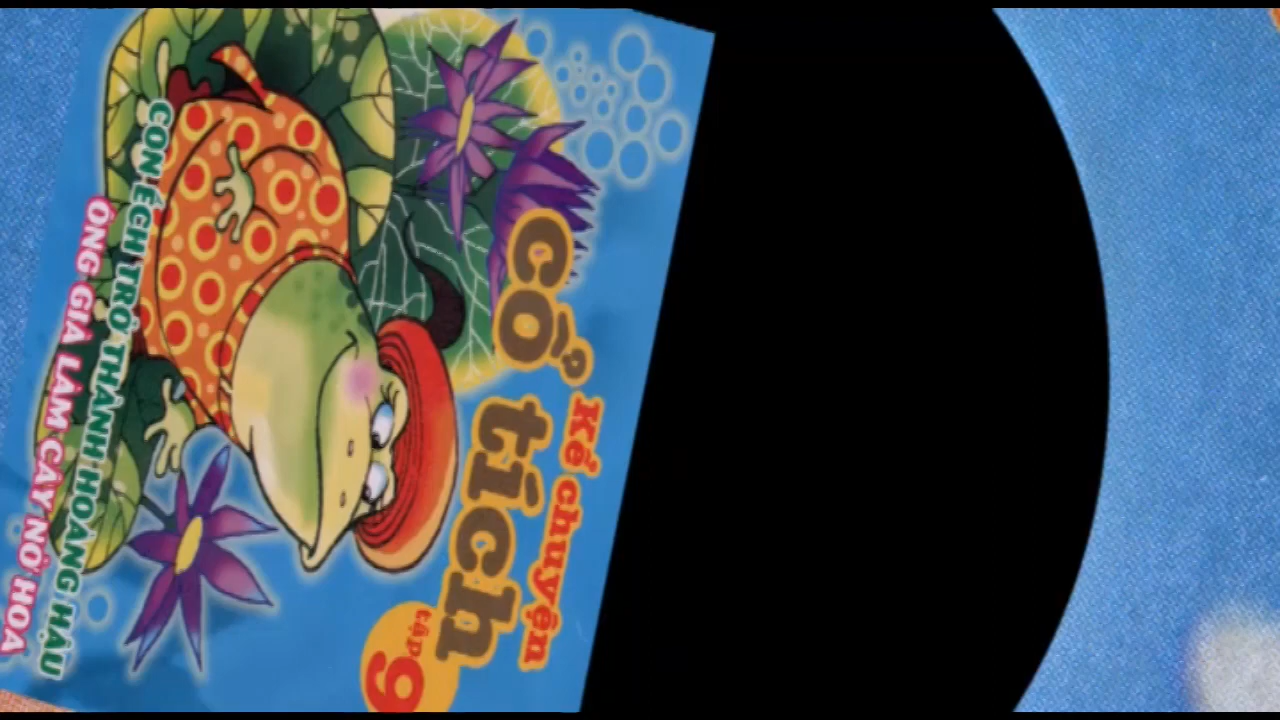 Kể chuyện
cổ tích
tập
9
CON ẾCH TRỞ THÀNH HOÀNG HẬU
ÔNG GIÀ LÀM CÂY NỞ HOA